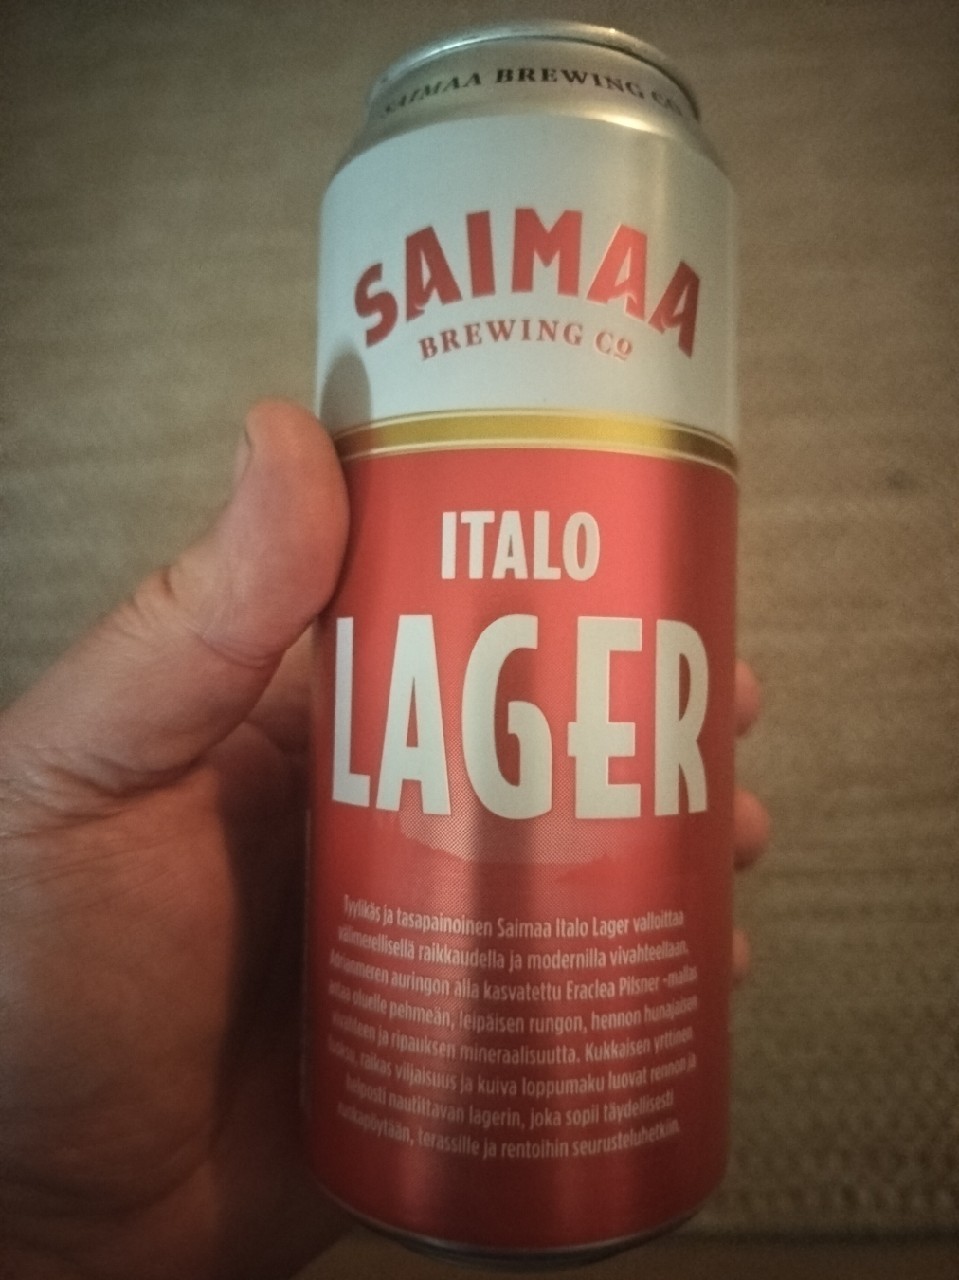 SAIMAA BREWING CO
SAIMAA
BREWING Co
ITALO
LAGER
Tyylikäs ja tasapainoinen Saimaa Italo Lager valloittaa
välimerellisellä raikkaudella ja modernilla vivahteellaan.
Adrianmeren auringon alla kasvatettu Eraclea Pilsner -mallas
antaa oluelle pehmeän, leipäisen rungon, hennon hunajaisen
vivahteen ja ripauksen mineraalisuutta. Kukkaisen yrttinen
tuoksu, raikas viljaisuus ja kuiva loppumaku luovat rennon ja
helposti nautittavan lagerin, joka sopii täydellisesti
ruokapöytään, terassille ja rentoihin seurusteluhetkiin.